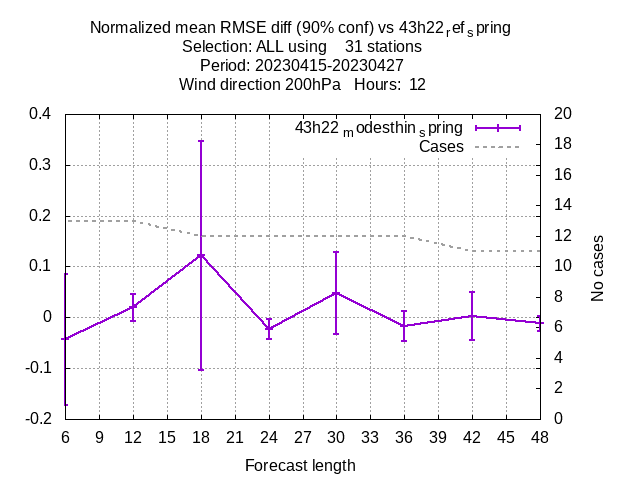 Normalized mean RMSE diff (90% conf) vs 43h22_ref_spring
Selection: ALL using 31 stations
Period: 20230415-20230427
Wind direction 200hPa Hours: 12
43h22_modesthin_spring
Cases
0.4
0.3
0.2
0.1
0
-0.1
-0.2
20
18
16
14
12
10
8
6
4
2
0
No cases
6 9 12 15 18 21 24 27 30 33 36 39 42 45 48
Forecast length